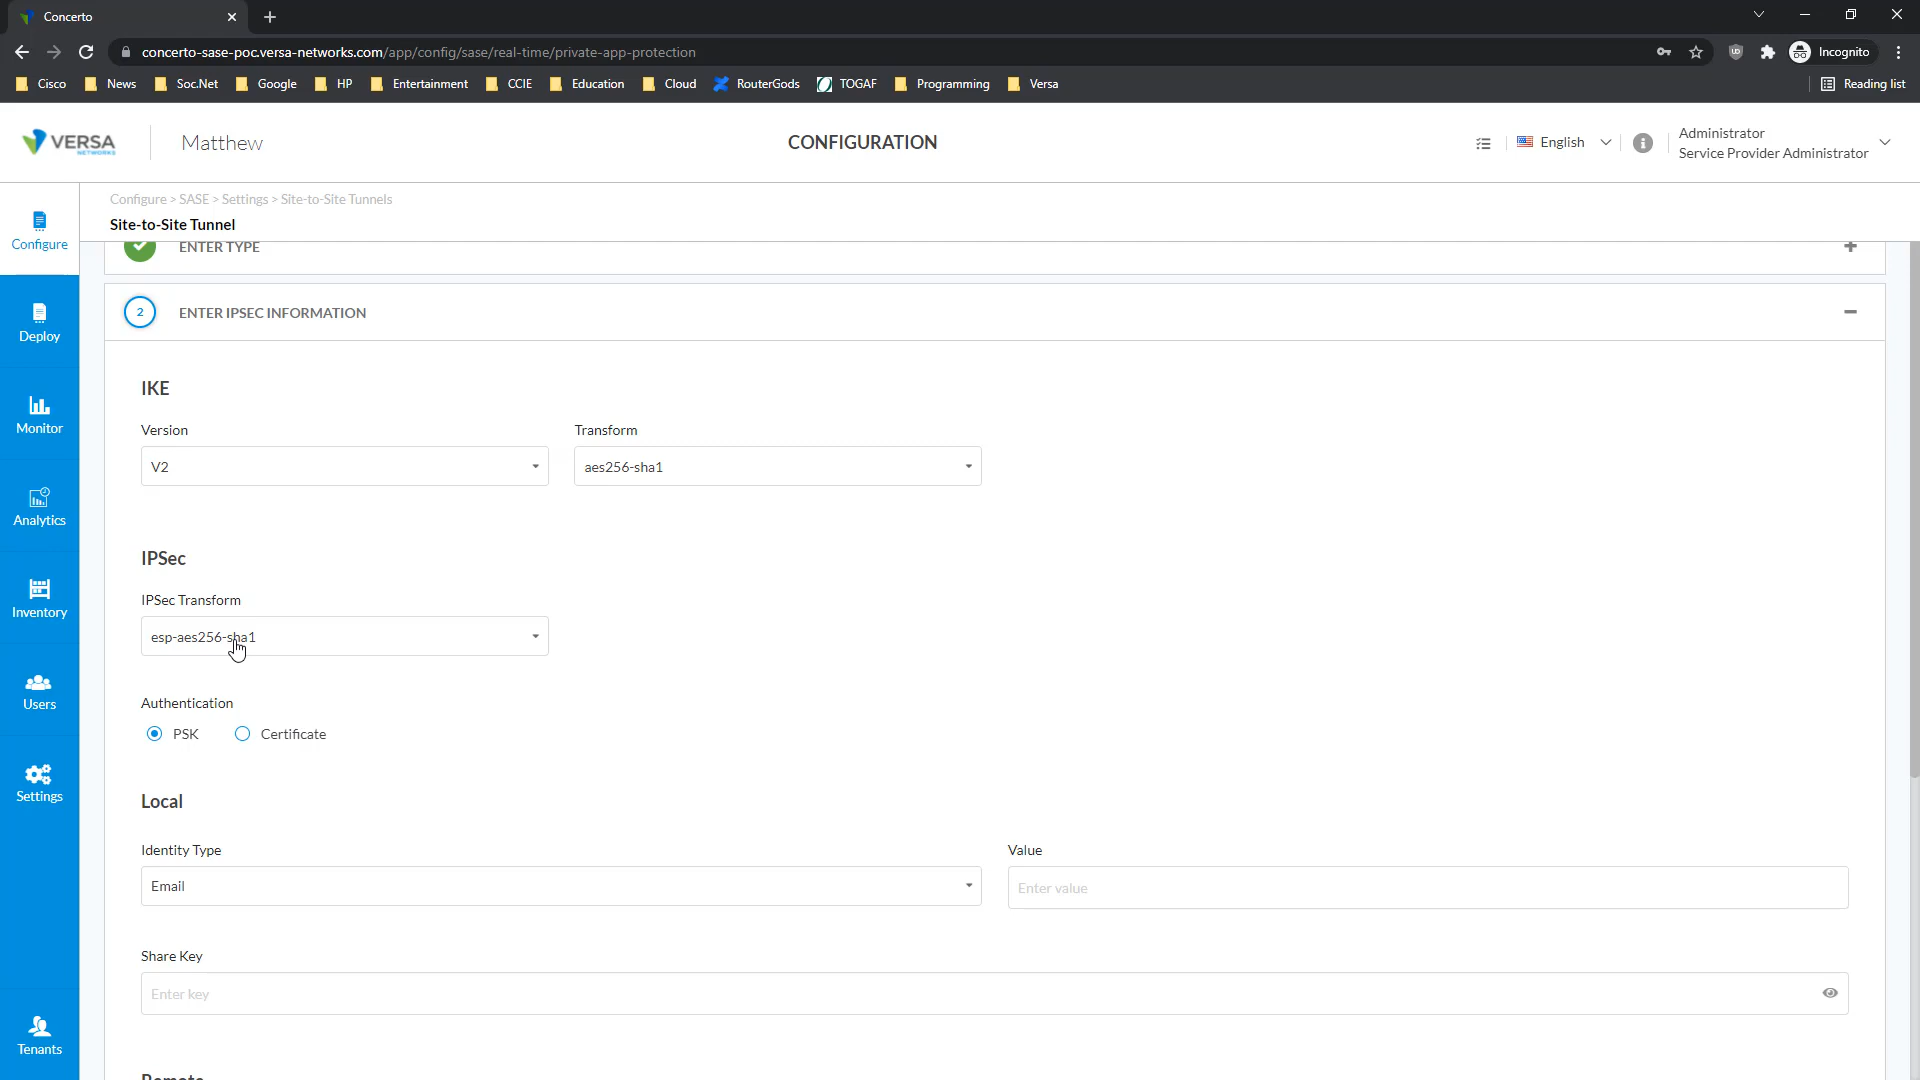 Concerto
concerto-sase-poc.versa-networks.com/app/config/sase/real-time/private-app-protection
Incognito
Cisco
News
Soc.Net
Google
HP
Entertainment
CCIE
Education
Cloud
RouterGods
TOGAF
Programming
Versa
Reading list
VERSA
NETWORKS
Matthew
CONFIGURATION
English
Administrator
Service Provider Administrator
Configure > SASE > Settings > Site-to-Site Tunnels
Site-to-Site Tunnel
Configure
Deploy
Monitor
Analytics
Inventory
Users
Settings
Tenants
ENTER TYPE
2
ENTER IPSEC INFORMATION
IKE
Version
Transform
V2
aes256-sha1
IPSec
IPSec Transform
esp-aes256-sha1
Authentication
PSK
Certificate
Local
Identity Type
Value
Email
Enter value
Share Key
Enter key